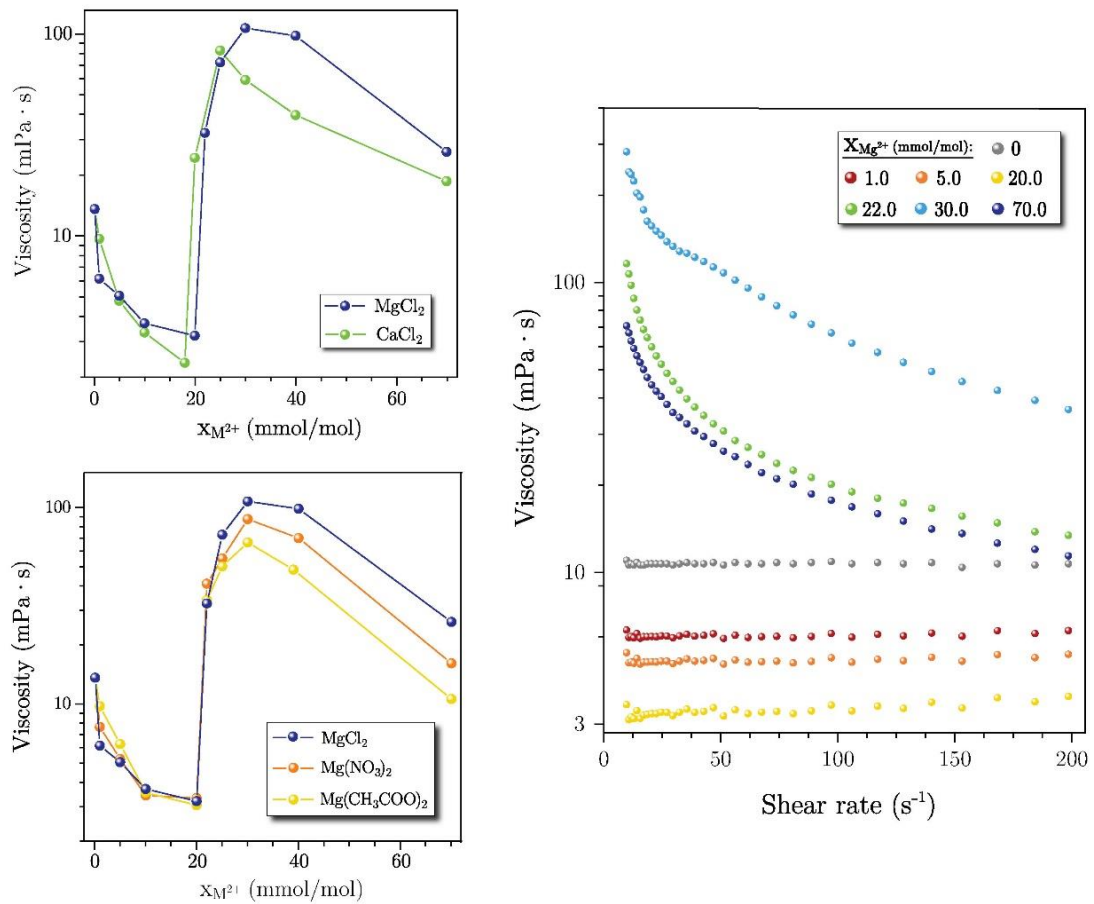 Viscosity (mPa · s)
100
10
0 20 40 60
MgCl₂
CaCl₂
x_M²⁺ (mmol/mol)
Viscosity (mPa · s)
100
10
0 20 40 60
MgCl₂
Mg(NO₃)₂
Mg(CH₃COO)₂
x_M²⁺ (mmol/mol)
Viscosity (mPa · s)
100
10
3
0 50 100 150 200
X_Mg²⁺ (mmol/mol): 0
1.0 5.0 20.0
22.0 30.0 70.0
Shear rate (s⁻¹)